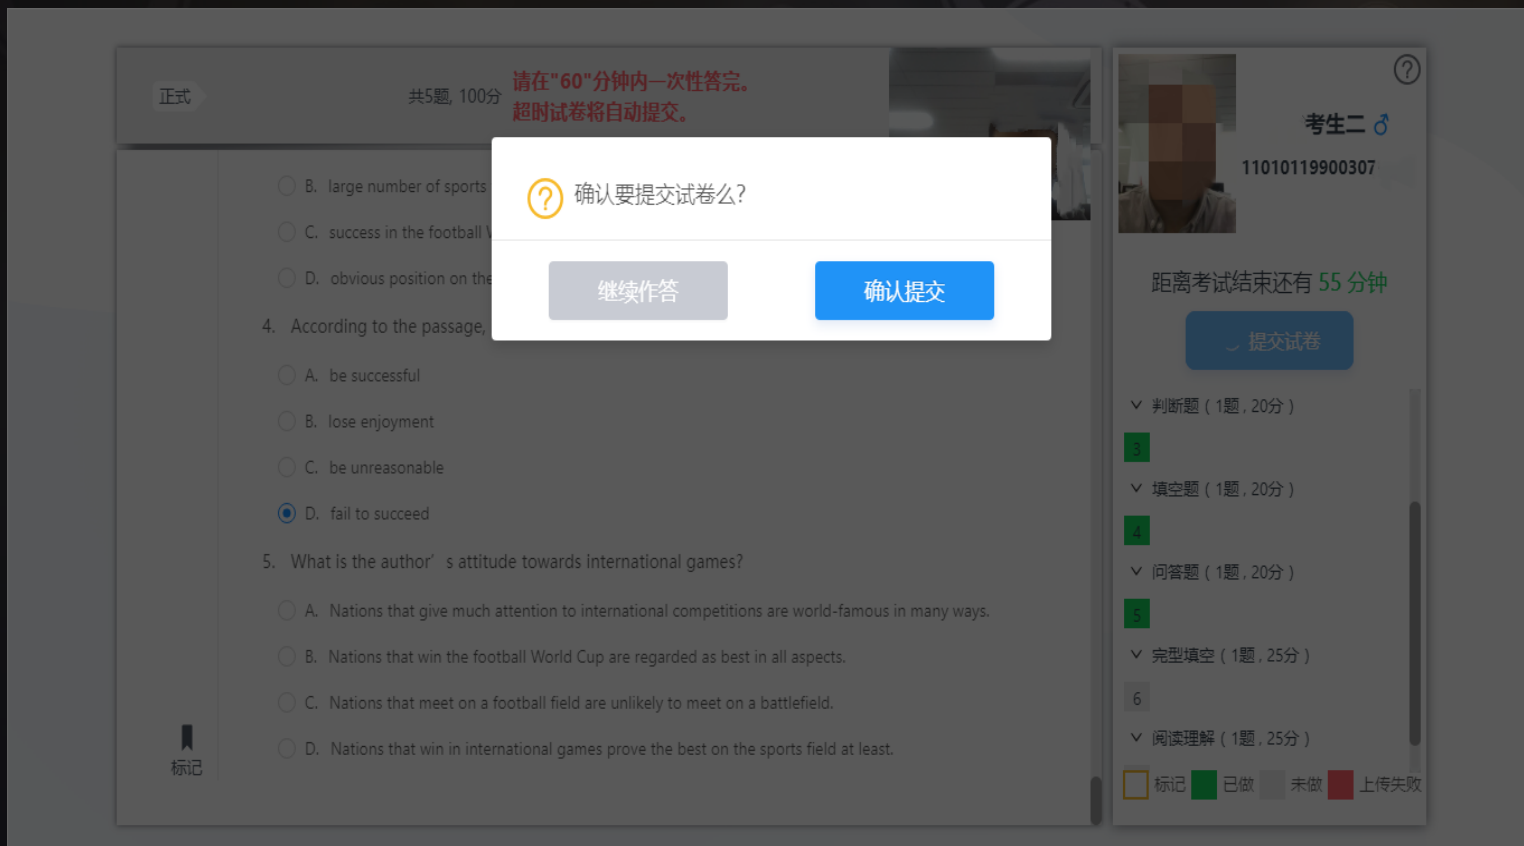 正式
共5题, 100分
请在"60"分钟内一次性答完。
超时试卷将自动提交。
B. large number of sports
C. success in the football
D. obvious position on the
4. According to the passage,
A. be successful
B. lose enjoyment
C. be unreasonable
D. fail to succeed
5. What is the author's attitude towards international games?
A. Nations that give much attention to international competitions are world-famous in many ways.
B. Nations that win the football World Cup are regarded as best in all aspects.
C. Nations that meet on a football field are unlikely to meet on a battlefield.
D. Nations that win in international games prove the best on the sports field at least.
标记
确认要提交试卷么?
继续作答
确认提交
考生二
11010119900307
距离考试结束还有 55 分钟
提交试卷
判断题 ( 1题 , 20分 )
3
填空题 ( 1题 , 20分 )
4
问答题 ( 1题 , 20分 )
5
完型填空 ( 1题 , 25分 )
6
阅读理解 ( 1题 , 25分 )
标记 已做 未做 上传失败